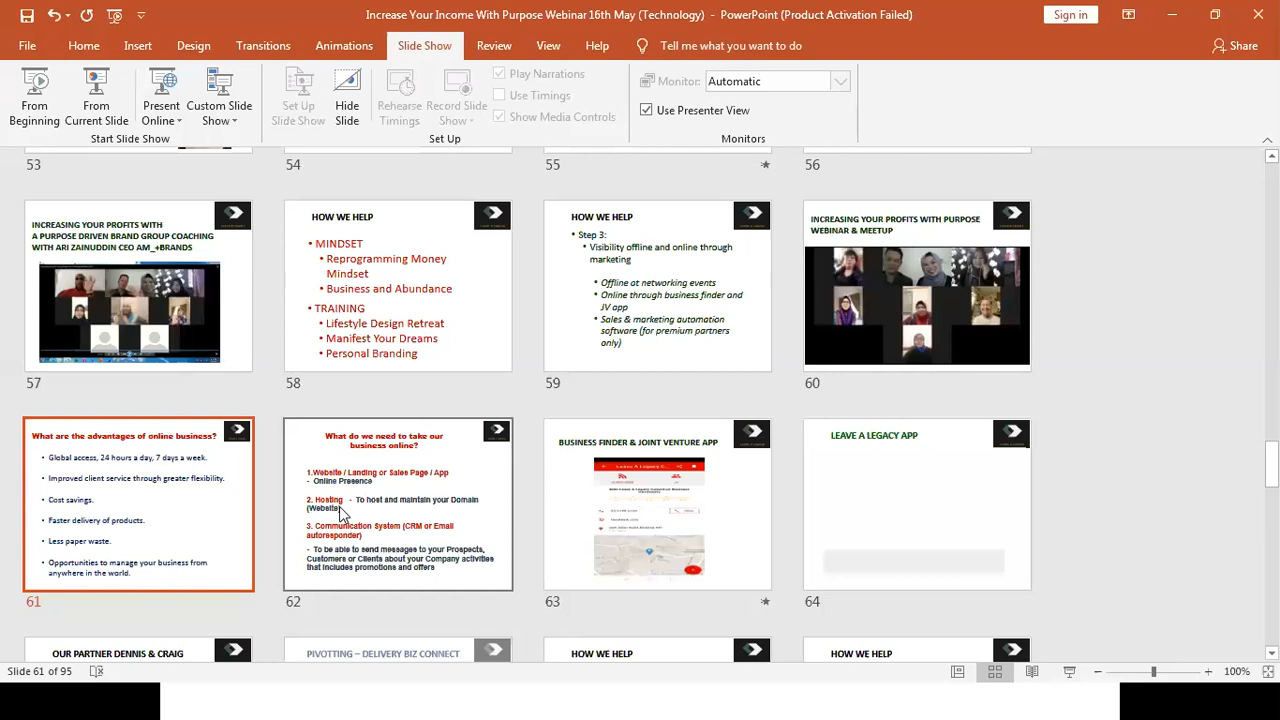 Increase Your Income With Purpose Webinar 16th May (Technology) - PowerPoint (Product Activation Failed)
Sign in
File Home Insert Design Transitions Animations Slide Show Review View Help Tell me what you want to do Share
From Beginning
From Current Slide
Present Online
Custom Slide Show
Set Up Slide Show
Hide Slide
Rehearse Timings
Record Slide Show
Play Narrations
Use Timings
Show Media Controls
Monitor: Automatic
Use Presenter View
Start Slide Show
Set Up
Monitors
53
54
55
56
INCREASING YOUR PROFITS WITH
A PURPOSE DRIVEN BRAND GROUP COACHING
WITH ARI ZAINUDDIN CEO AM_+BRANDS
57
HOW WE HELP
• MINDSET
• Reprogramming Money
Mindset
• Business and Abundance
• TRAINING
• Lifestyle Design Retreat
• Manifest Your Dreams
• Personal Branding
58
HOW WE HELP
• Step 3:
• Visibility offline and online through
marketing
• Offline at networking events
• Online through business finder and
JV app
• Sales & marketing automation
software (for premium partners
only)
59
INCREASING YOUR PROFITS WITH PURPOSE
WEBINAR & MEETUP
60
What are the advantages of online business?
• Global access, 24 hours a day, 7 days a week.
• Improved client service through greater flexibility.
• Cost savings.
• Faster delivery of products.
• Less paper waste.
• Opportunities to manage your business from
anywhere in the world.
61
What do we need to take our
business online?
1.Website / Landing or Sales Page / App
- Online Presence
2. Hosting - To host and maintain your Domain
(Website)
3. Communication System (CRM or Email
autoresponder)
- To be able to send messages to your Prospects,
Customers or Clients about your Company activities
that includes promotions and offers
62
BUSINESS FINDER & JOINT VENTURE APP
63
LEAVE A LEGACY APP
64
OUR PARTNER DENNIS & CRAIG
PIVOTTING – DELIVERY BIZ CONNECT
HOW WE HELP
HOW WE HELP
Slide 61 of 95
100%